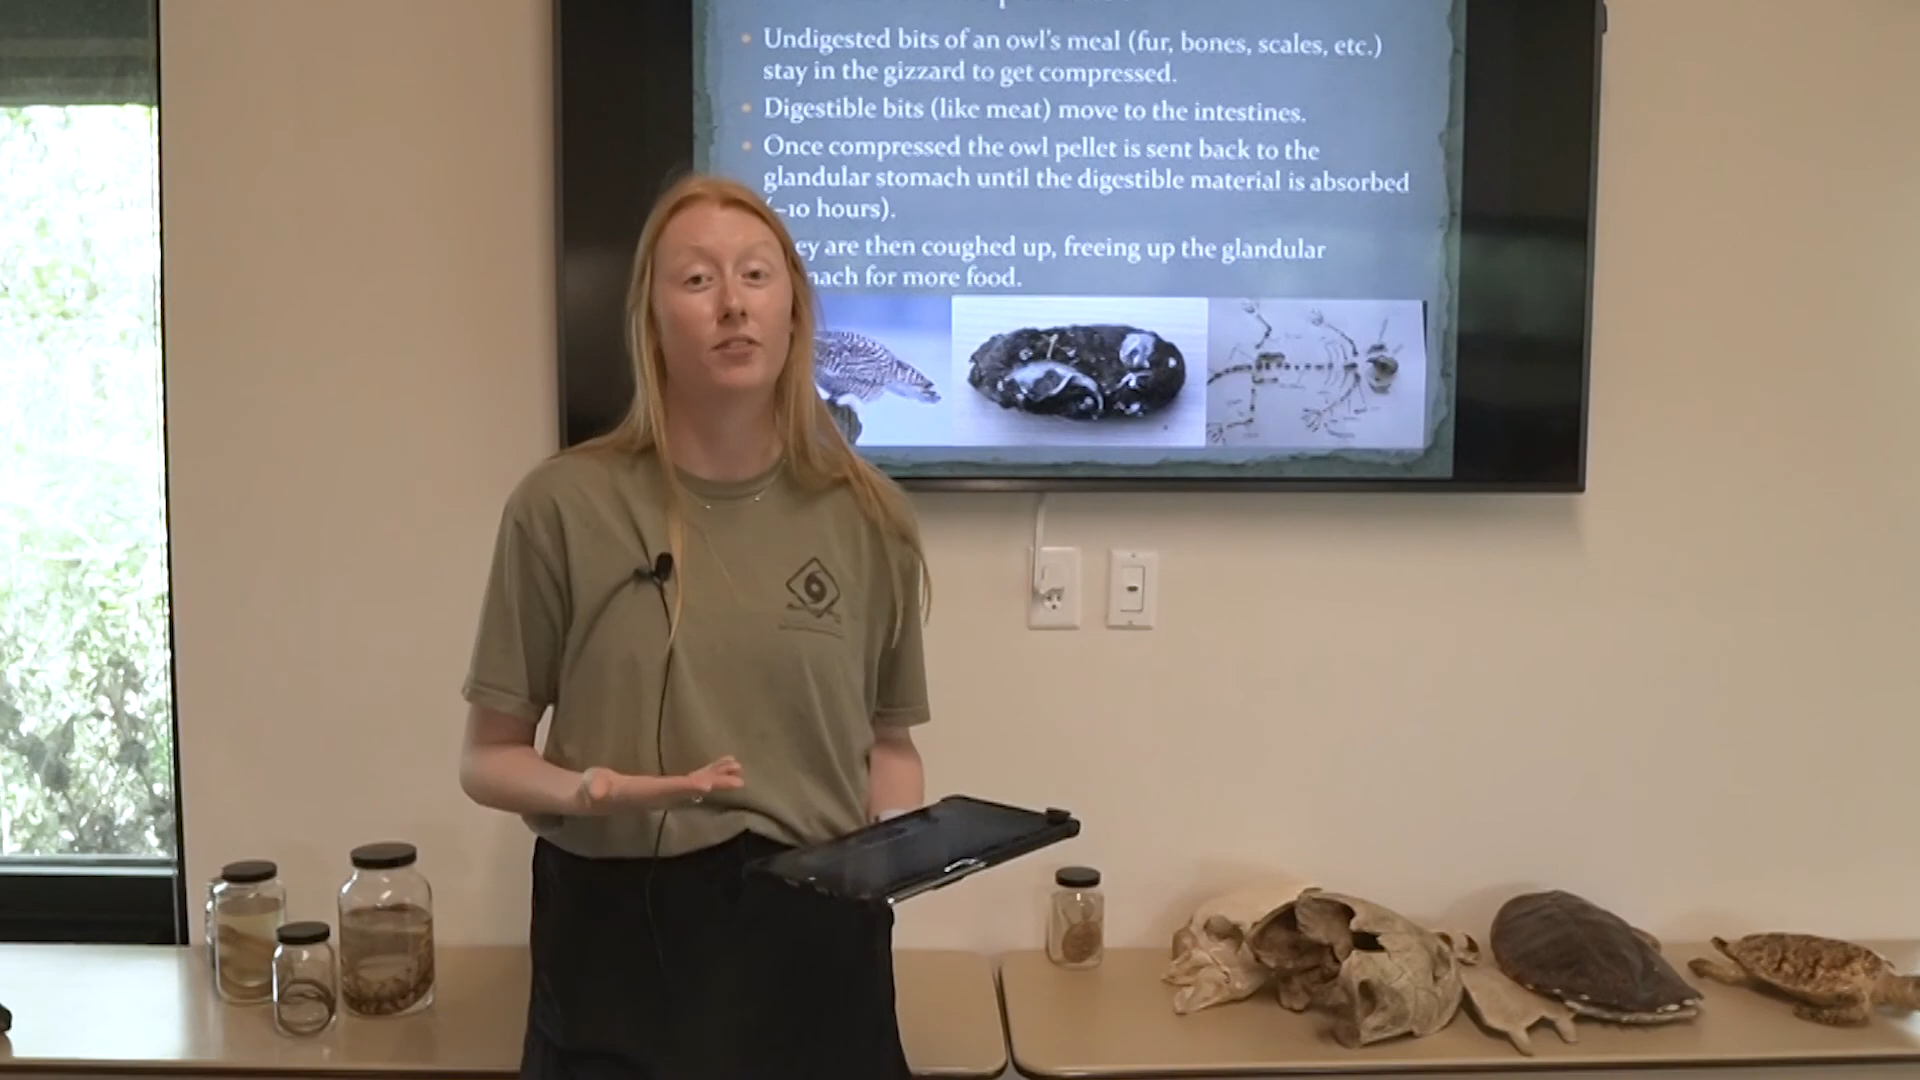 Undigested bits of an owl's meal (fur, bones, scales, etc.)
stay in the gizzard to get compressed.
Digestible bits (like meat) move to the intestines.
Once compressed the owl pellet is sent back to the
glandular stomach until the digestible material is absorbed
(~10 hours).
ey are then coughed up, freeing up the glandular
mach for more food.